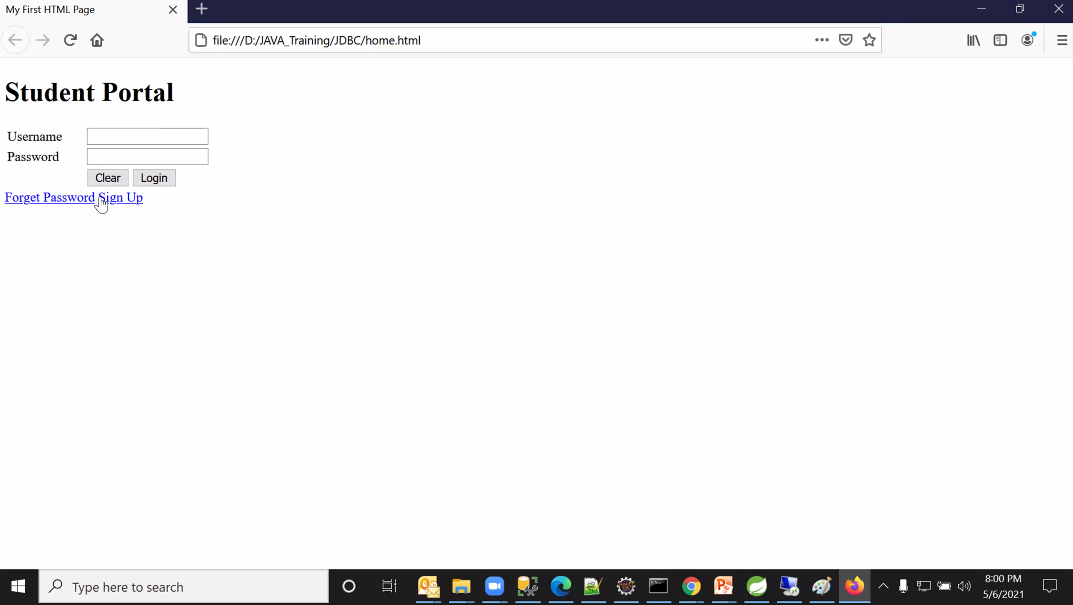 My First HTML Page
file:///D:/JAVA_Training/JDBC/home.html
Student Portal
Username
Password
Clear Login
Forget Password Sign Up
Type here to search
8:00 PM
5/6/2021